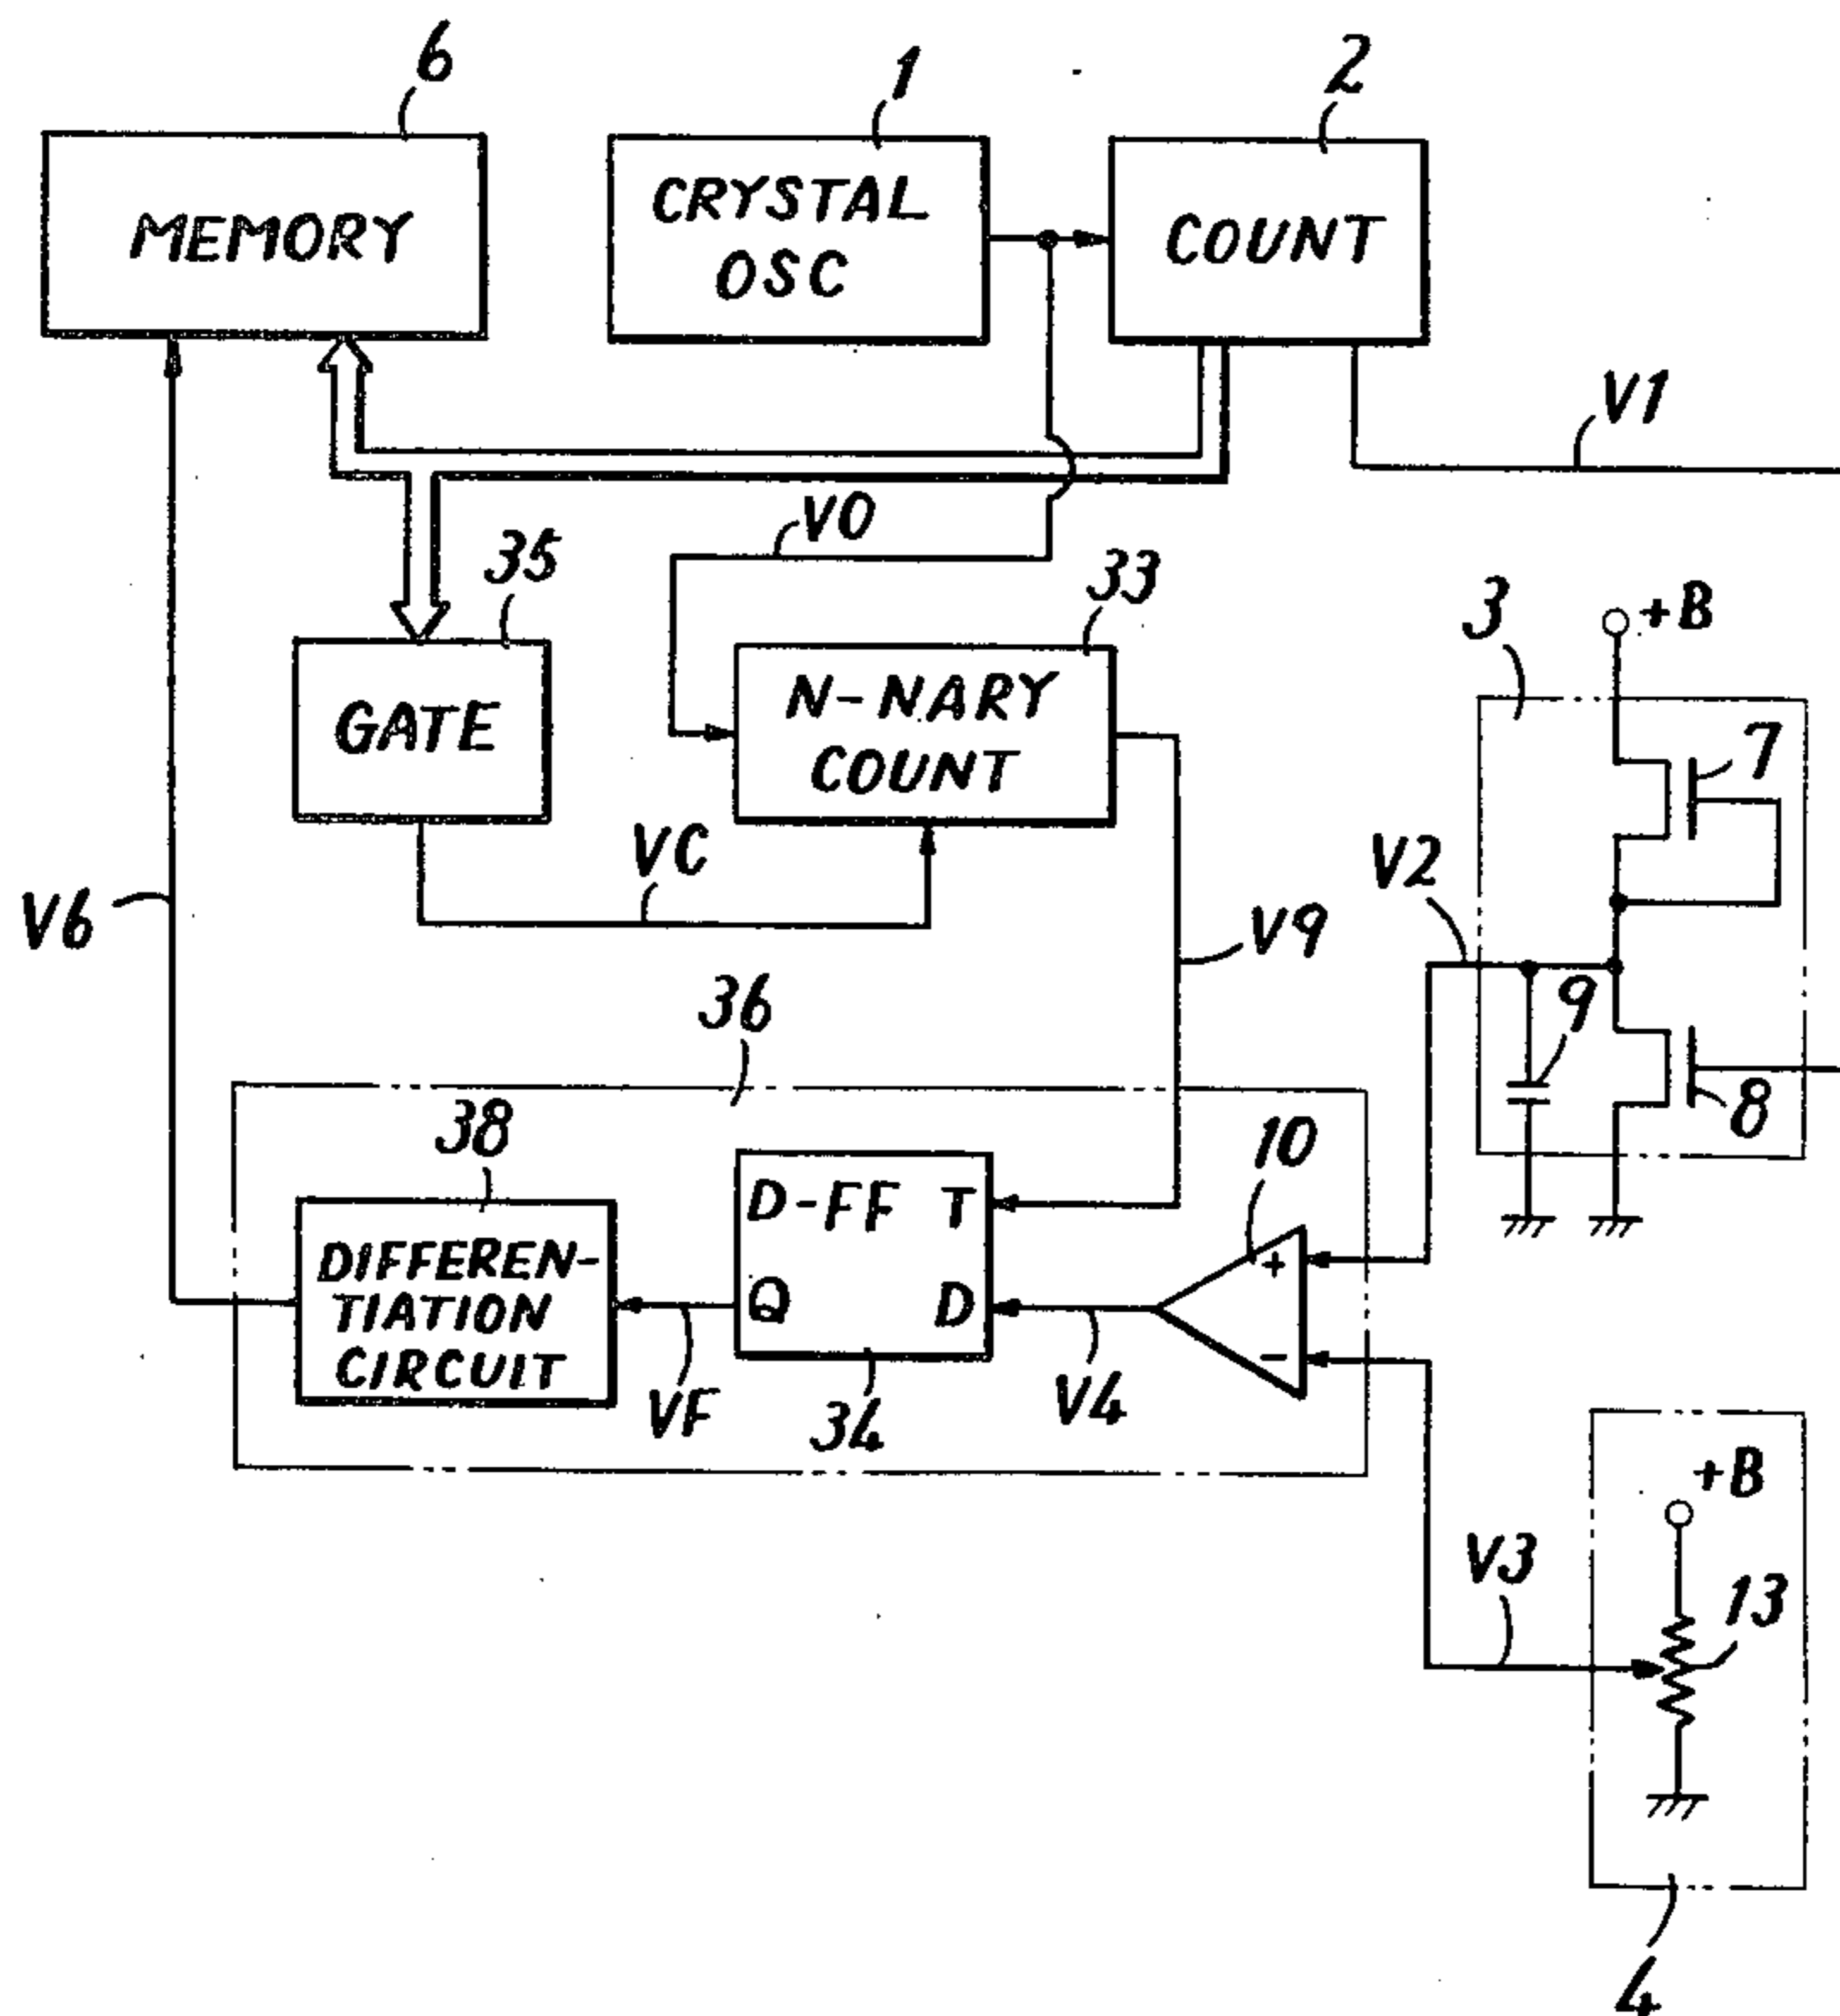 6
1
2
MEMORY
CRYSTAL
OSC
COUNT
V1
VO
35
33
3
+B
GATE
N-NARY
COUNT
7
VC
V2
V6
V9
36
9
38
10
8
D-FF T
DIFFEREN-
TIATION
CIRCUIT
+
Q D
-
VF
34
V4
+B
V3
13
4